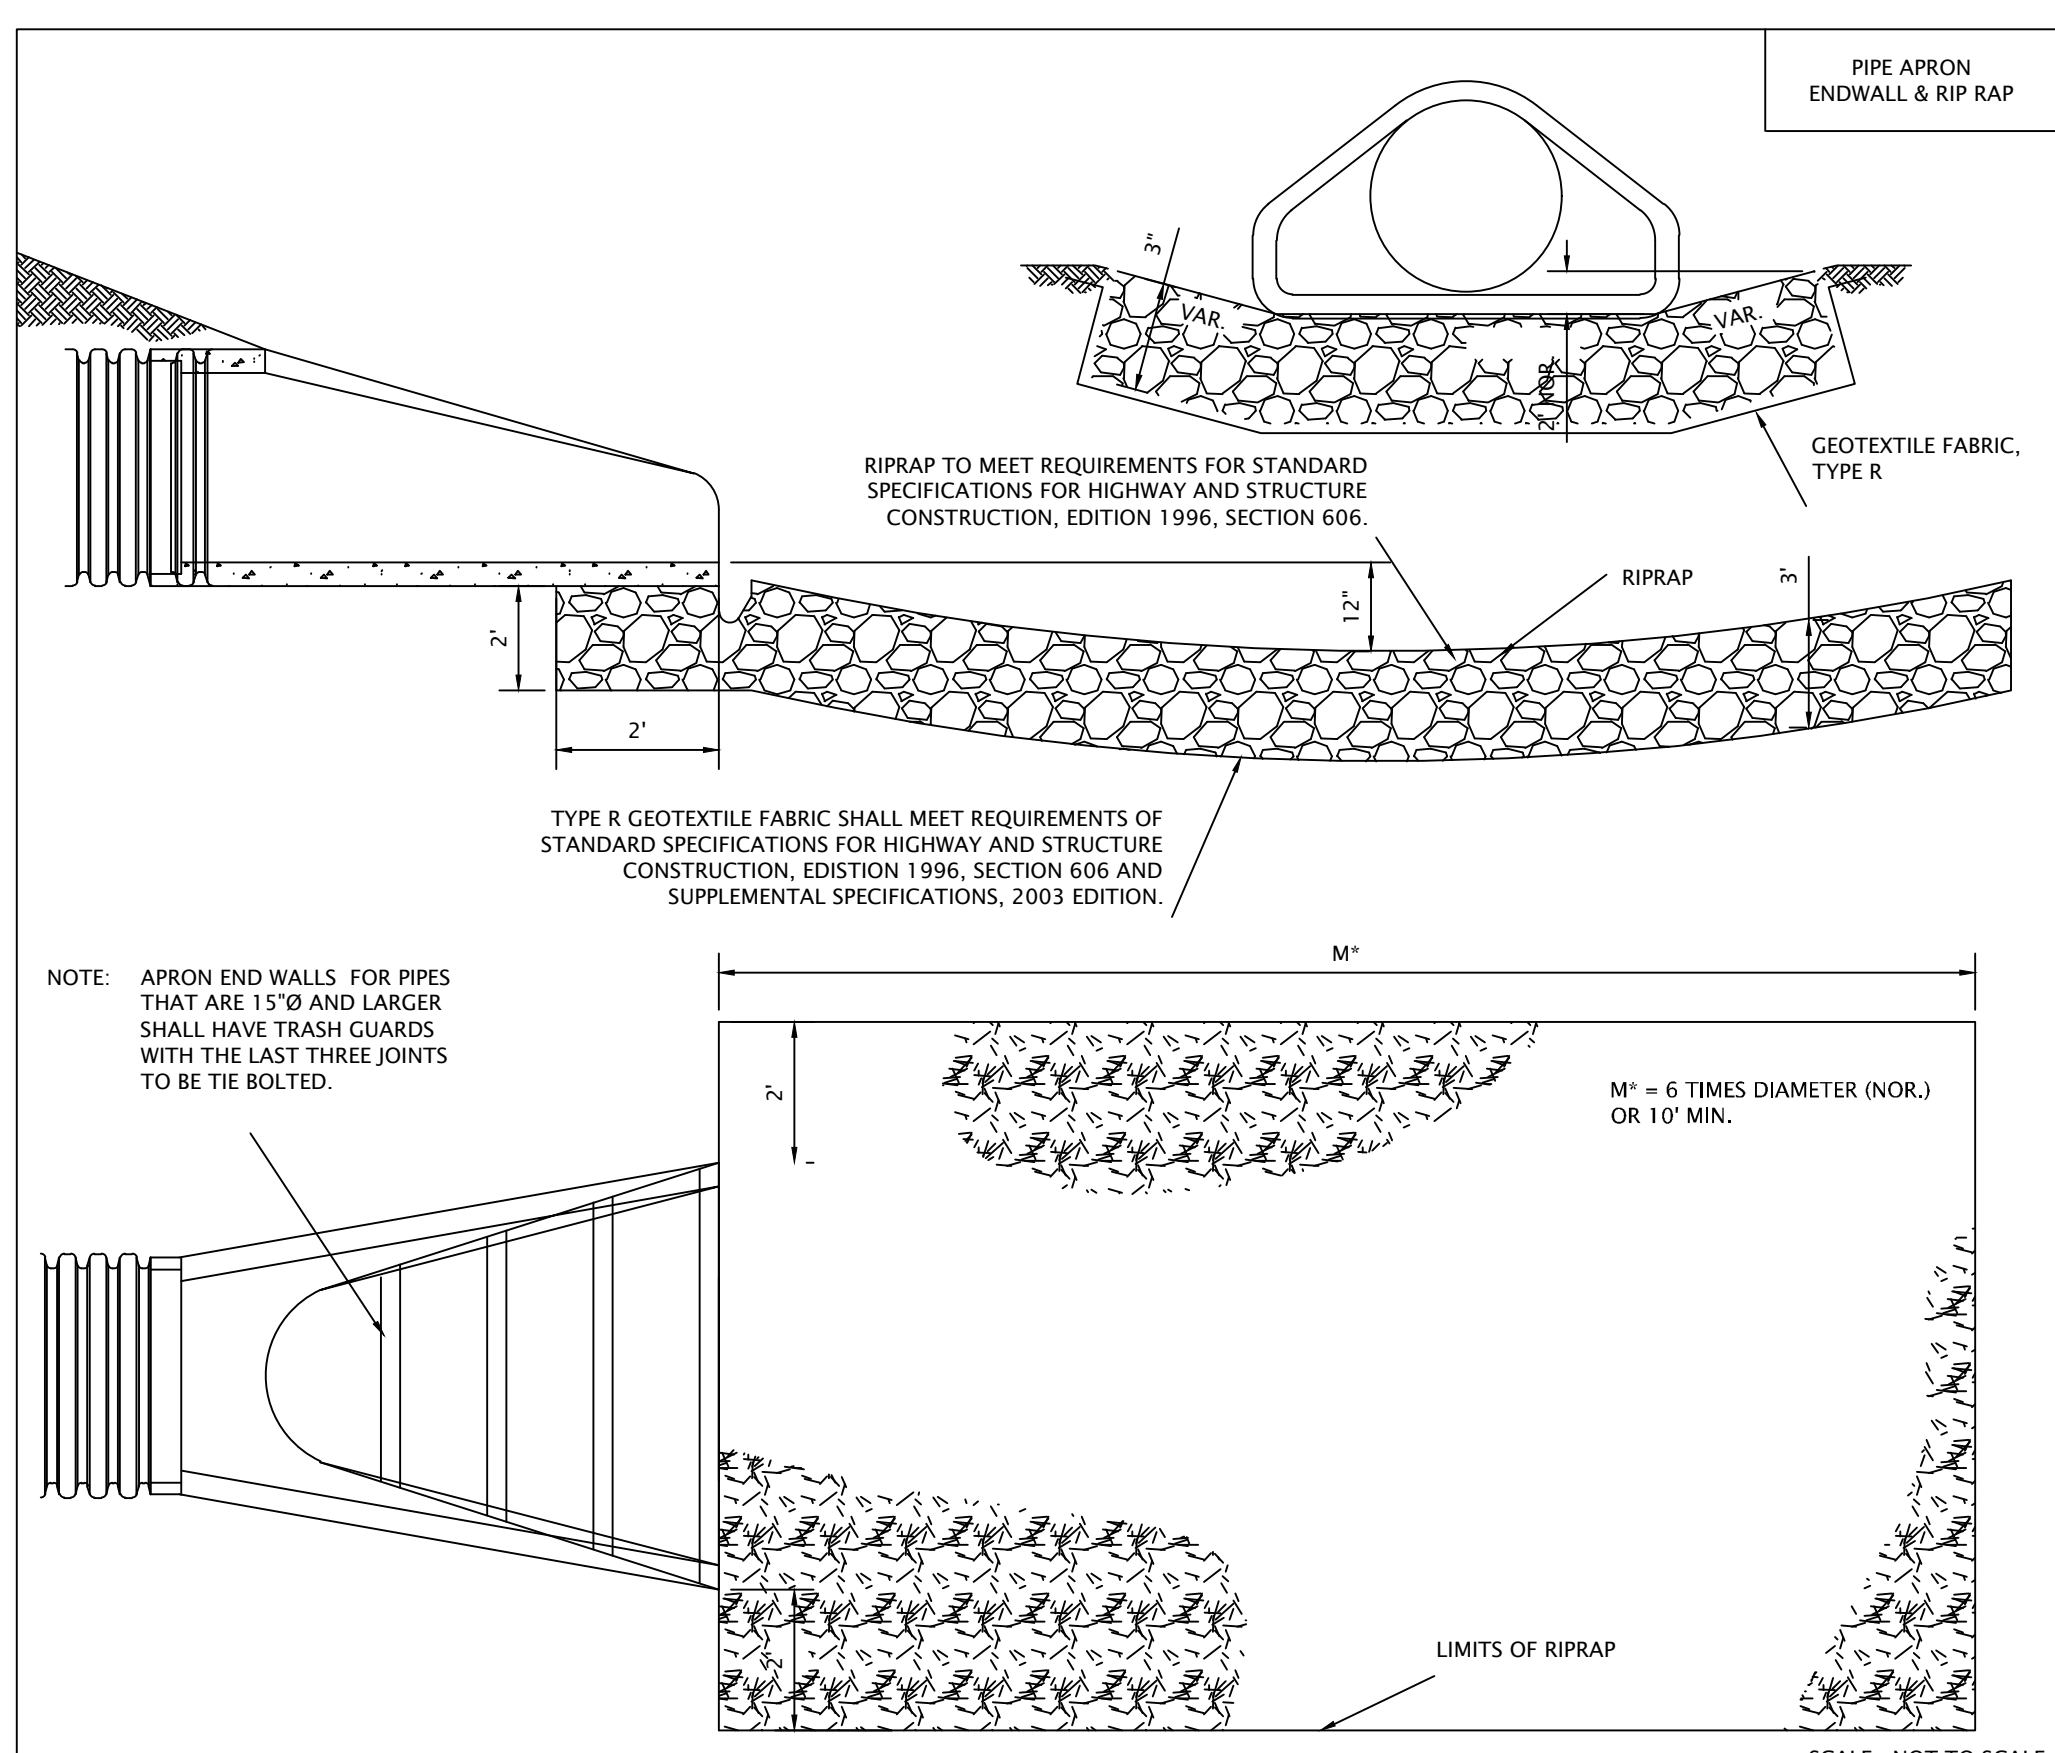 PIPE APRON
ENDWALL & RIP RAP
3"
VAR.
VAR.
2' NOR.
GEOTEXTILE FABRIC,
TYPE R
RIPRAP TO MEET REQUIREMENTS FOR STANDARD
SPECIFICATIONS FOR HIGHWAY AND STRUCTURE
CONSTRUCTION, EDITION 1996, SECTION 606.
RIPRAP
12"
3'
2'
2'
TYPE R GEOTEXTILE FABRIC SHALL MEET REQUIREMENTS OF
STANDARD SPECIFICATIONS FOR HIGHWAY AND STRUCTURE
CONSTRUCTION, EDISTION 1996, SECTION 606 AND
SUPPLEMENTAL SPECIFICATIONS, 2003 EDITION.
M*
NOTE: APRON END WALLS FOR PIPES
THAT ARE 15"Ø AND LARGER
SHALL HAVE TRASH GUARDS
WITH THE LAST THREE JOINTS
TO BE TIE BOLTED.
2'
M* = 6 TIMES DIAMETER (NOR.)
OR 10' MIN.
LIMITS OF RIPRAP
2'
SCALE: NOT TO SCALE